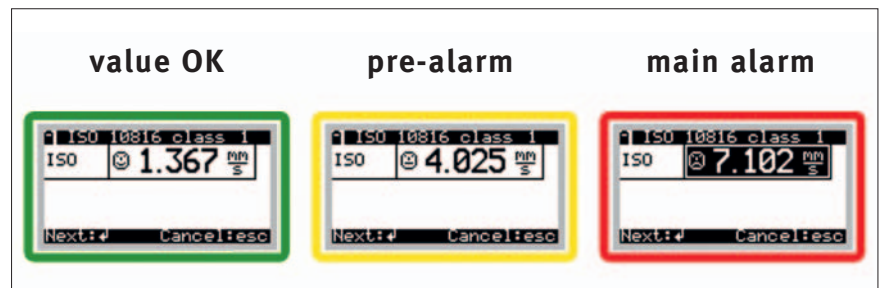 value OK
pre-alarm
main alarm
ISO 10816 class 1
ISO 1.367 mm/s
Next:↲ Cancel:esc
ISO 10816 class 1
ISO 4.025 mm/s
Next:↲ Cancel:esc
ISO 10816 class 1
ISO 7.102 mm/s
Next:↲ Cancel:esc